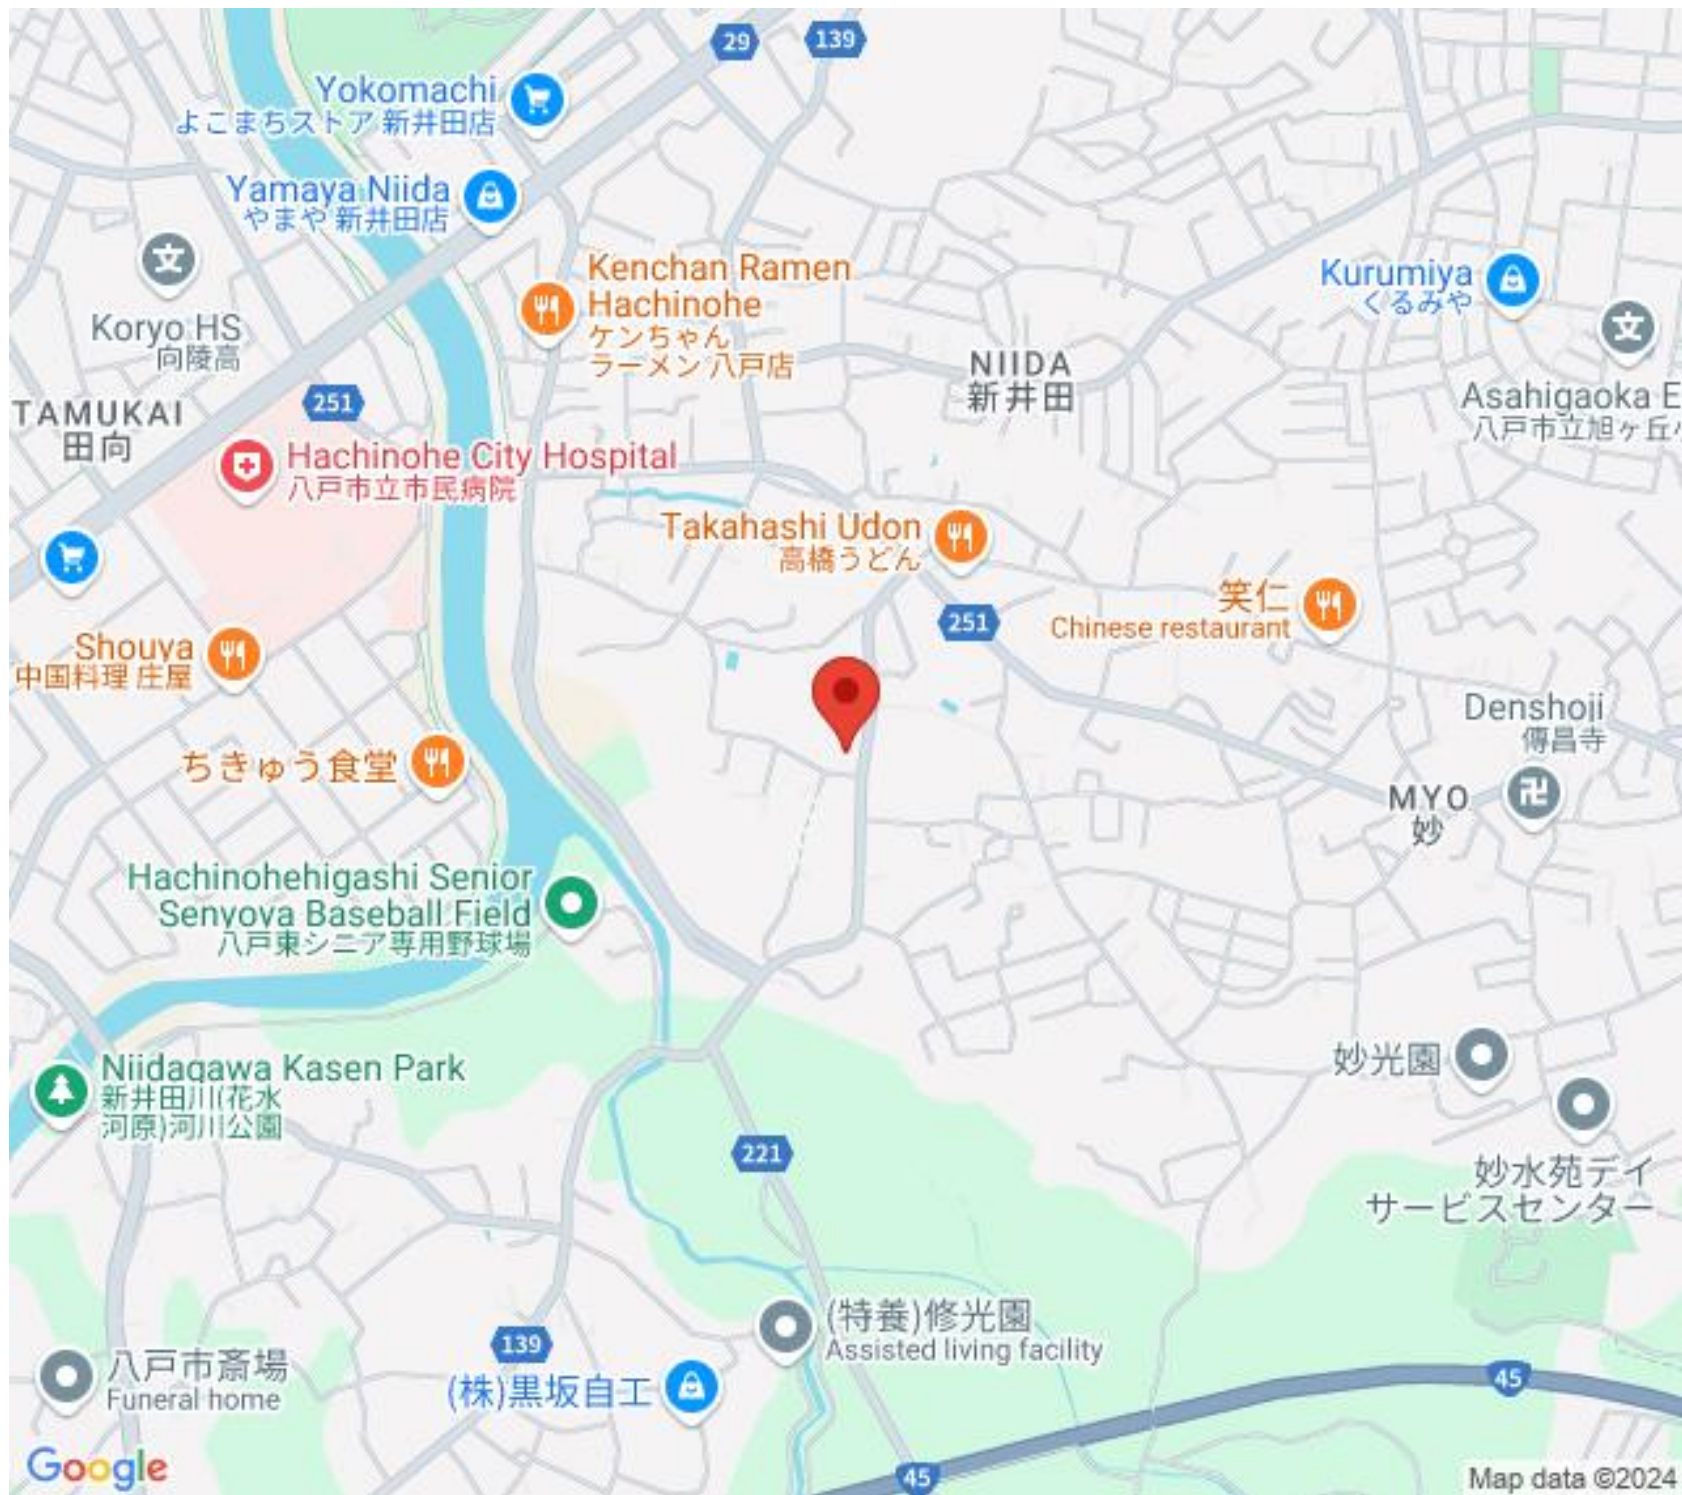 29
139
Yokomachi
よこまちストア 新井田店
Yamaya Niida
やまや 新井田店
文
Koryo HS
向陵高
Kenchan Ramen
Hachinohe
ケンちゃん
ラーメン 八戸店
Kurumiya
くるみや
NIIDA
新井田
文
Asahigaoka E
八戸市立旭ヶ丘小
TAMUKAI
田向
251
Hachinohe City Hospital
八戸市立市民病院
Takahashi Udon
高橋うどん
251
笑仁
Chinese restaurant
Shouya
中国料理 庄屋
ちきゅう食堂
Denshoji
傳昌寺
MYO
妙
卍
Hachinohehigashi Senior
Senyova Baseball Field
八戸東シニア専用野球場
Niidagawa Kasen Park
新井田川(花水
河原)河川公園
妙光園
221
妙水苑デイ
サービスセンター
(特養)修光園
Assisted living facility
139
八戸市斎場
Funeral home
(株)黒坂自工
45
45
Google
Map data ©2024